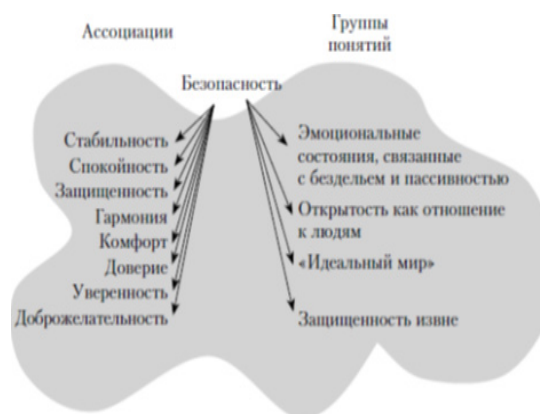 Ассоциации
Группы
понятий
Безопасность
Стабильность
Спокойность
Защищенность
Гармония
Комфорт
Доверие
Уверенность
Доброжелательность
Эмоциональные
состояния, связанные
с бездельем и пассивностью
Открытость как отношение
к людям
«Идеальный мир»
Защищенность извне